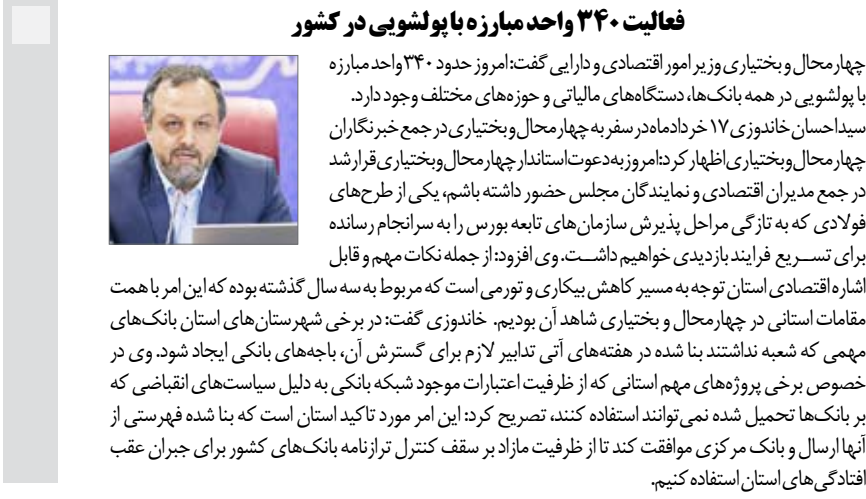 فعالیت ۳۴۰ واحد مبارزه با پولشویی در کشور
چهارمحال و بختیاری وزیر امور اقتصادی و دارایی گفت: امروز حدود ۳۴۰ واحد مبارزه
با پولشویی در همه بانک‌ها، دستگاه‌های مالیاتی و حوزه‌های مختلف وجود دارد.
سیداحسان خاندوزی ۱۷ خردادماه در سفر به چهارمحال‌وبختیاری در جمع خبرنگاران
چهارمحال‌وبختیاری اظهار کرد: امروز به دعوت استاندار چهارمحال‌وبختیاری قرار شد
در جمع مدیران اقتصادی و نمایندگان مجلس حضور داشته باشم، یکی از طرح‌های
فولادی که به تازگی مراحل پذیرش سازمان‌های تابعه بورس را به سرانجام رسانده
برای تســریع فرایند بازدیدی خواهیم داشــت. وی افزود: از جمله نکات مهم و قابل
اشاره اقتصادی استان توجه به مسیر کاهش بیکاری و تورمی است که مربوط به سه سال گذشته بوده که این امر با همت
مقامات استانی در چهارمحال و بختیاری شاهد آن بودیم. خاندوزی گفت: در برخی شهرستان‌های استان بانک‌های
مهمی که شعبه نداشتند بنا شده در هفته‌های آتی تدابیر لازم برای گسترش آن، باجه‌های بانکی ایجاد شود. وی در
خصوص برخی پروژه‌های مهم استانی که از ظرفیت اعتبارات موجود شبکه بانکی به دلیل سیاست‌های انقباضی که
بر بانک‌ها تحمیل شده نمی‌توانند استفاده کنند، تصریح کرد: این امر مورد تاکید استان است که بنا شده فهرستی از
آنها ارسال و بانک مرکزی موافقت کند تا از ظرفیت مازاد بر سقف کنترل ترازنامه بانک‌های کشور برای جبران عقب
افتادگی‌های استان استفاده کنیم.